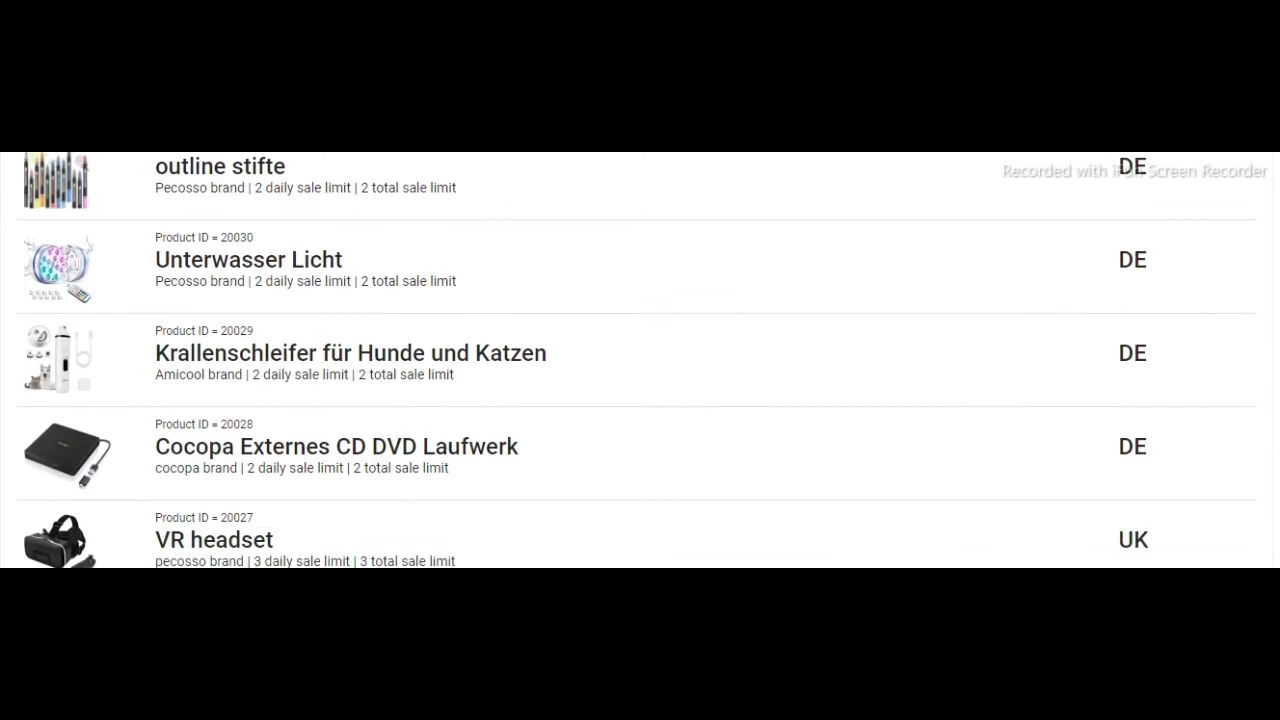 outline stifte
DE
Recorded with iFun Screen Recorder
Pecosso brand | 2 daily sale limit | 2 total sale limit
Product ID = 20030
Unterwasser Licht
DE
Pecosso brand | 2 daily sale limit | 2 total sale limit
Product ID = 20029
Krallenschleifer für Hunde und Katzen
DE
Amicool brand | 2 daily sale limit | 2 total sale limit
Product ID = 20028
Cocopa Externes CD DVD Laufwerk
DE
cocopa brand | 2 daily sale limit | 2 total sale limit
Product ID = 20027
VR headset
UK
pecosso brand | 3 daily sale limit | 3 total sale limit